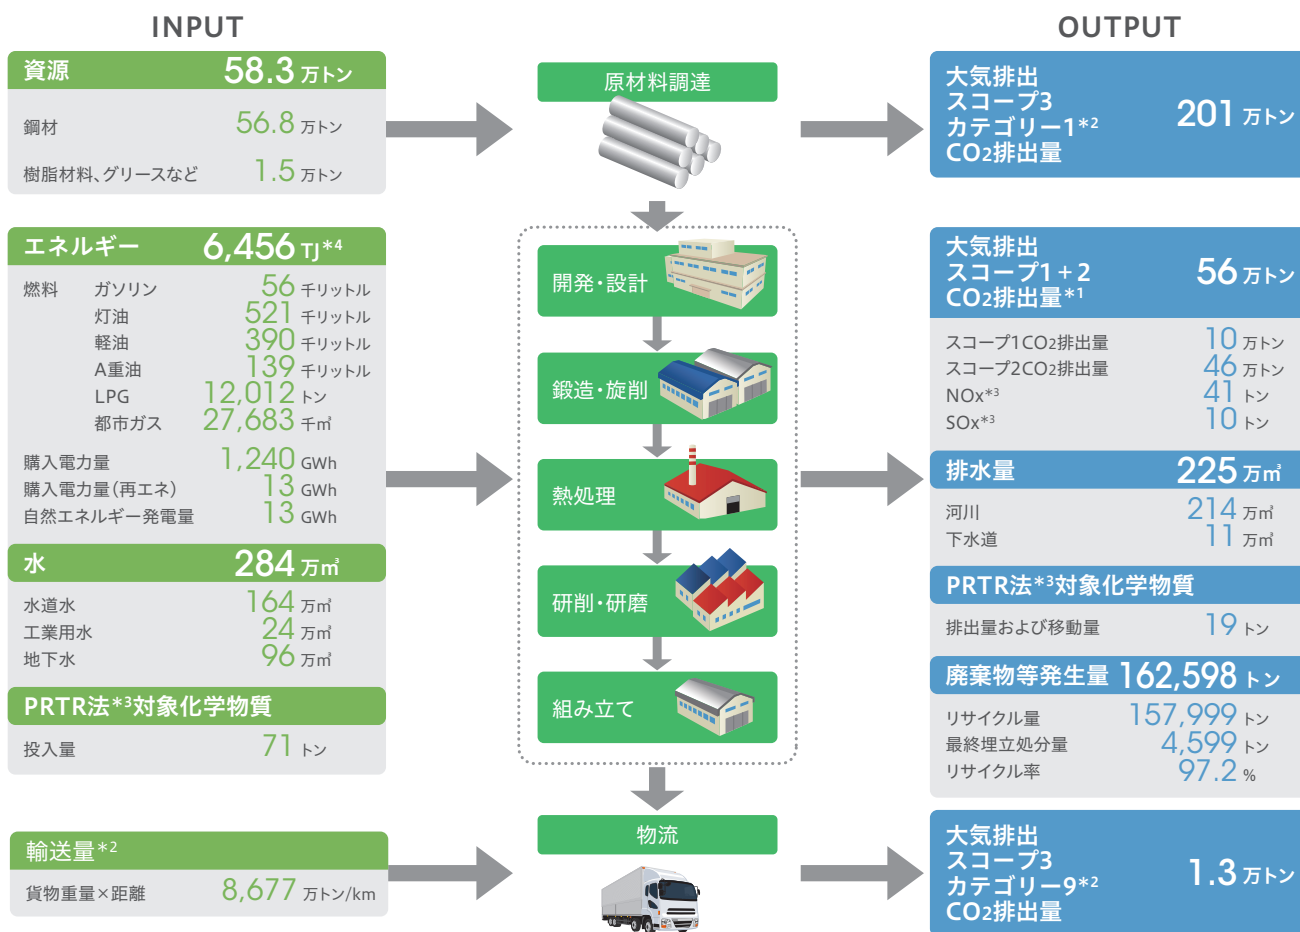 INPUT
資源 58.3 万トン
鋼材 56.8 万トン
樹脂材料、グリースなど 1.5 万トン
エネルギー 6,456 TJ*4
燃料 ガソリン 56 千リットル
灯油 521 千リットル
軽油 390 千リットル
A重油 139 千リットル
LPG 12,012 トン
都市ガス 27,683 千㎥
購入電力量 1,240 GWh
購入電力量(再エネ) 13 GWh
自然エネルギー発電量 13 GWh
水 284 万㎥
水道水 164 万㎥
工業用水 24 万㎥
地下水 96 万㎥
PRTR法*3対象化学物質
投入量 71 トン
輸送量*2
貨物重量×距離 8,677 万トン/km
原材料調達
開発・設計
鍛造・旋削
熱処理
研削・研磨
組み立て
物流
OUTPUT
大気排出
スコープ3
カテゴリー1*2
CO2排出量
201 万トン
大気排出
スコープ1+2
CO2排出量*1
56 万トン
スコープ1CO2排出量 10 万トン
スコープ2CO2排出量 46 万トン
NOx*3 41 トン
SOx*3 10 トン
排水量 225 万㎥
河川 214 万㎥
下水道 11 万㎥
PRTR法*3対象化学物質
排出量および移動量 19 トン
廃棄物等発生量 162,598 トン
リサイクル量 157,999 トン
最終埋立処分量 4,599 トン
リサイクル率 97.2 %
大気排出
スコープ3
カテゴリー9*2
CO2排出量
1.3 万トン